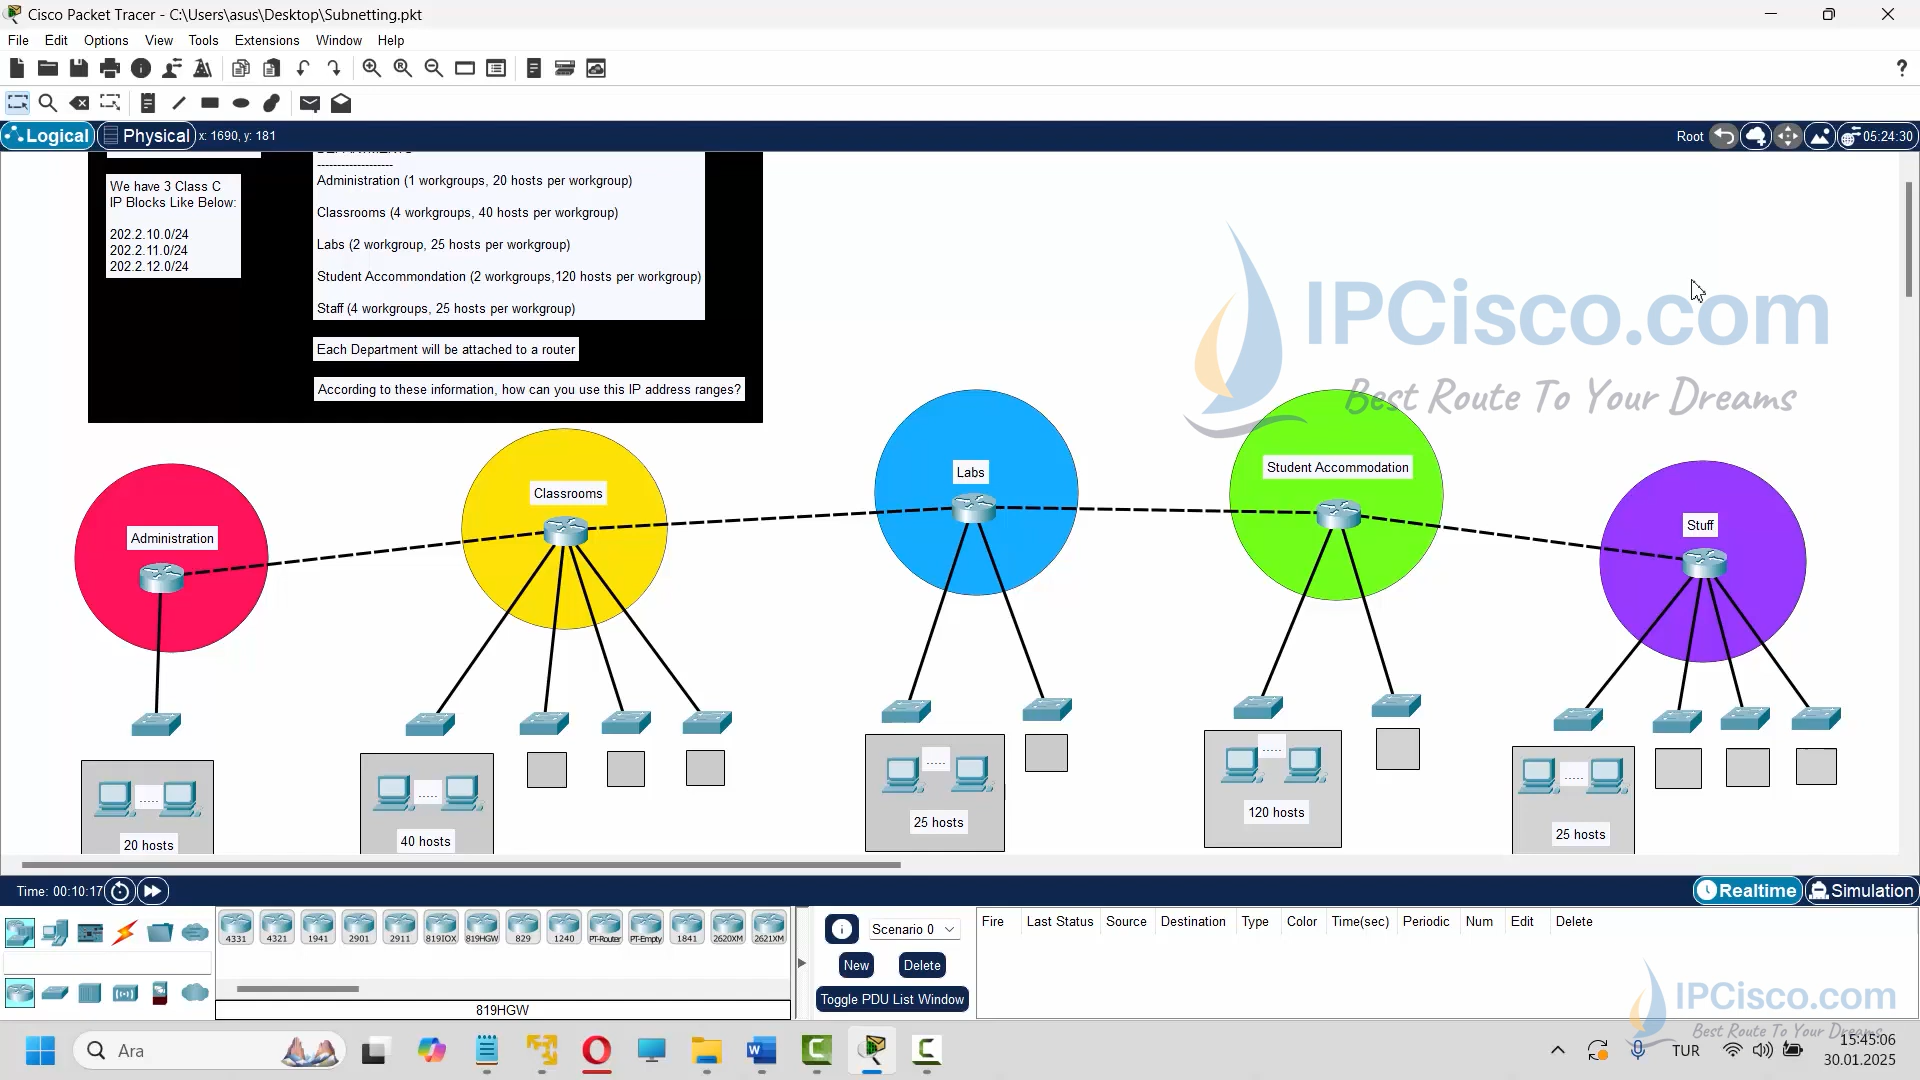 Cisco Packet Tracer - C:\Users\asus\Desktop\Subnetting.pkt
File Edit Options View Tools Extensions Window Help
?
Logical Physical x: 1690, y: 181
Root 05:24:30
-------------------
We have 3 Class C
IP Blocks Like Below:
202.2.10.0/24
202.2.11.0/24
202.2.12.0/24
Administration (1 workgroups, 20 hosts per workgroup)
Classrooms (4 workgroups, 40 hosts per workgroup)
Labs (2 workgroup, 25 hosts per workgroup)
Student Accommondation (2 workgroups,120 hosts per workgroup)
Staff (4 workgroups, 25 hosts per workgroup)
Each Department will be attached to a router
According to these information, how can you use this IP address ranges?
IPCisco.com
Best Route To Your Dreams
Administration
Classrooms
Labs
Student Accommodation
Stuff
.....
.....
.....
.....
.....
20 hosts
40 hosts
25 hosts
120 hosts
25 hosts
Time: 00:10:17
Realtime Simulation
4331 4321 1941 2901 2911 819IOX 819HGW 829 1240 PT-Router PT-Empty 1841 2620XM 2621XM
819HGW
Scenario 0
New Delete
Toggle PDU List Window
Fire Last Status Source Destination Type Color Time(sec) Periodic Num Edit Delete
IPCisco.com
Best Route To Your Dreams
Ara
TUR
15:45:06
30.01.2025